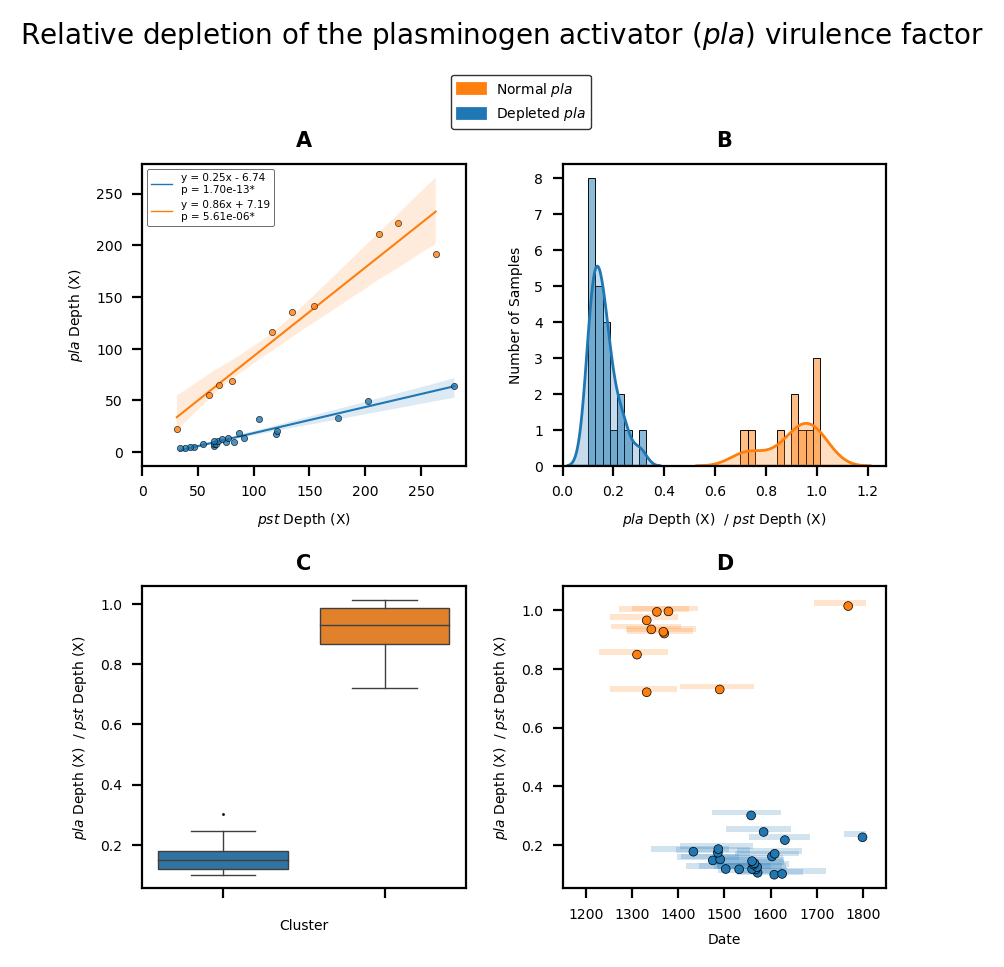 Relative depletion of the plasminogen activator (pla) virulence factor
Normal pla
Depleted pla
A
y = 0.25x - 6.74
p = 1.70e-13*
y = 0.86x + 7.19
p = 5.61e-06*
250
200
150
100
50
0
pla Depth (X)
0 50 100 150 200 250
pst Depth (X)
B
8
7
6
5
4
3
2
1
0
Number of Samples
0.0 0.2 0.4 0.6 0.8 1.0 1.2
pla Depth (X) / pst Depth (X)
C
1.0
0.8
0.6
0.4
0.2
pla Depth (X) / pst Depth (X)
Cluster
D
1.0
0.8
0.6
0.4
0.2
pla Depth (X) / pst Depth (X)
1200 1300 1400 1500 1600 1700 1800
Date